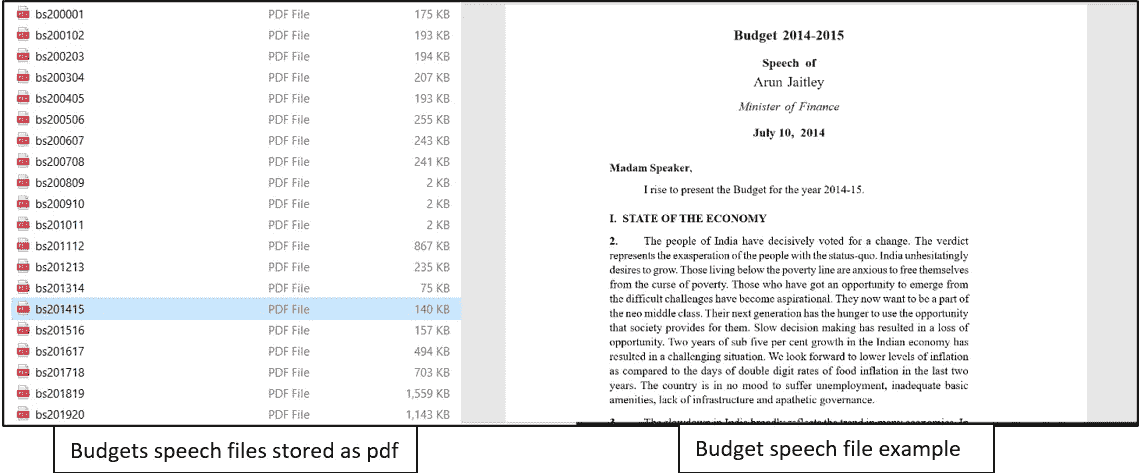 bs200001 PDF File 175 KB
bs200102 PDF File 193 KB
bs200203 PDF File 194 KB
bs200304 PDF File 207 KB
bs200405 PDF File 193 KB
bs200506 PDF File 255 KB
bs200607 PDF File 243 KB
bs200708 PDF File 241 KB
bs200809 PDF File 2 KB
bs200910 PDF File 2 KB
bs201011 PDF File 2 KB
bs201112 PDF File 867 KB
bs201213 PDF File 235 KB
bs201314 PDF File 75 KB
bs201415 PDF File 140 KB
bs201516 PDF File 157 KB
bs201617 PDF File 494 KB
bs201718 PDF File 703 KB
bs201819 PDF File 1,559 KB
bs201920 PDF File 1,143 KB
Budget 2014-2015
Speech of
Arun Jaitley
Minister of Finance
July 10, 2014
Madam Speaker,
I rise to present the Budget for the year 2014-15.
I. STATE OF THE ECONOMY
2. The people of India have decisively voted for a change. The verdict
represents the exasperation of the people with the status-quo. India unhesitatingly
desires to grow. Those living below the poverty line are anxious to free themselves
from the curse of poverty. Those who have got an opportunity to emerge from
the difficult challenges have become aspirational. They now want to be a part of
the neo middle class. Their next generation has the hunger to use the opportunity
that society provides for them. Slow decision making has resulted in a loss of
opportunity. Two years of sub five per cent growth in the Indian economy has
resulted in a challenging situation. We look forward to lower levels of inflation
as compared to the days of double digit rates of food inflation in the last two
years. The country is in no mood to suffer unemployment, inadequate basic
amenities, lack of infrastructure and apathetic governance.
The slowdown in India broadly reflects the trend in many economies. In
Budgets speech files stored as pdf
Budget speech file example